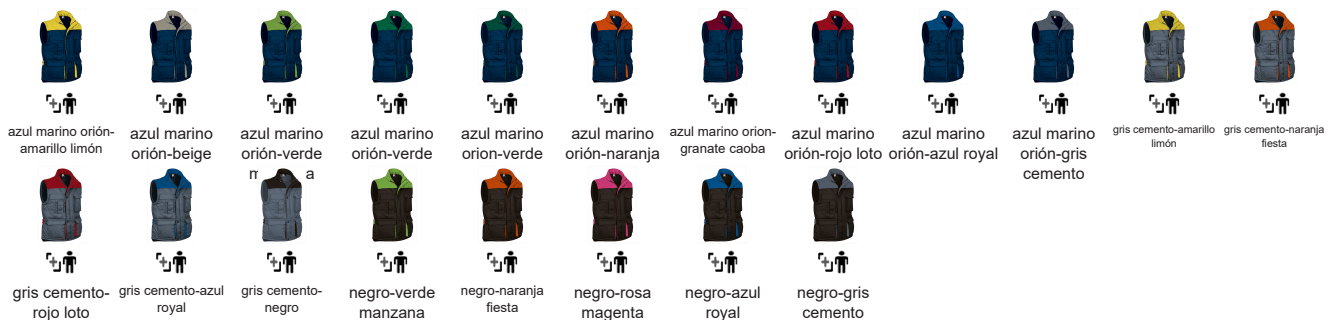 azul marino orión-
amarillo limón
azul marino
orión-beige
azul marino
orión-verde
azul marino
orión-verde
azul marino
orion-verde
azul marino
orión-naranja
azul marino orion-
granate caoba
azul marino
orión-rojo loto
azul marino
orión-azul royal
azul marino
orión-gris
cemento
gris cemento-amarillo
limón
gris cemento-naranja
fiesta
gris cemento-
rojo loto
gris cemento-azul
royal
gris cemento-
negro
negro-verde
manzana
negro-naranja
fiesta
negro-rosa
magenta
negro-azul
royal
negro-gris
cemento